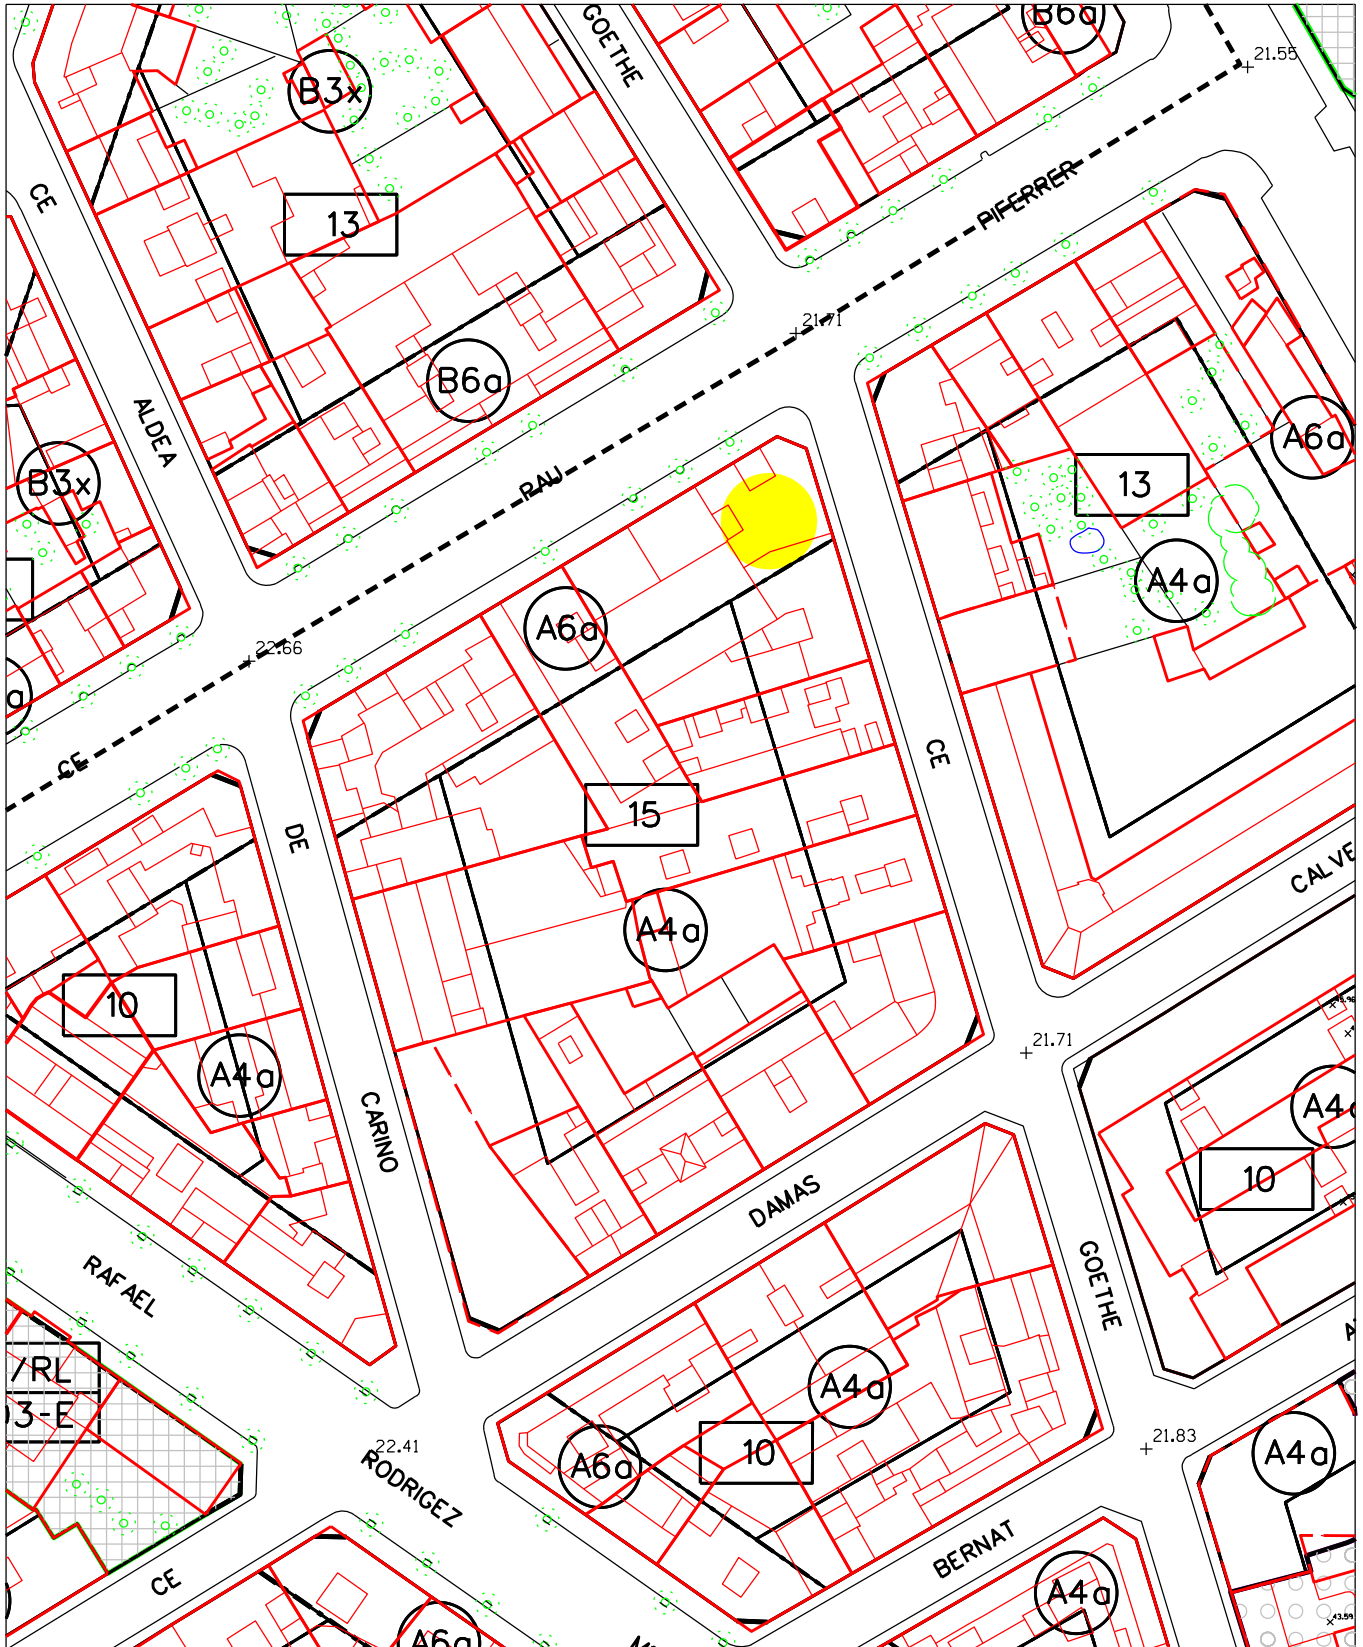 GOETHE
B6a
21.55
B3x
CE
13
PIFERRER
21.71
B6a
ALDEA
A6a
B3x
RAU
13
A4a
A6a
22.66
a
CE
CE
15
DE
CALVE
A4a
10
21.71
A4a
A4
CARINO
10
DAMAS
GOETHE
RAFAEL
/RL
3-E
A4a
22.41
10
A6a
21.83
A4a
RODRIGEZ
BERNAT
CE
A4a
43.59
A6a